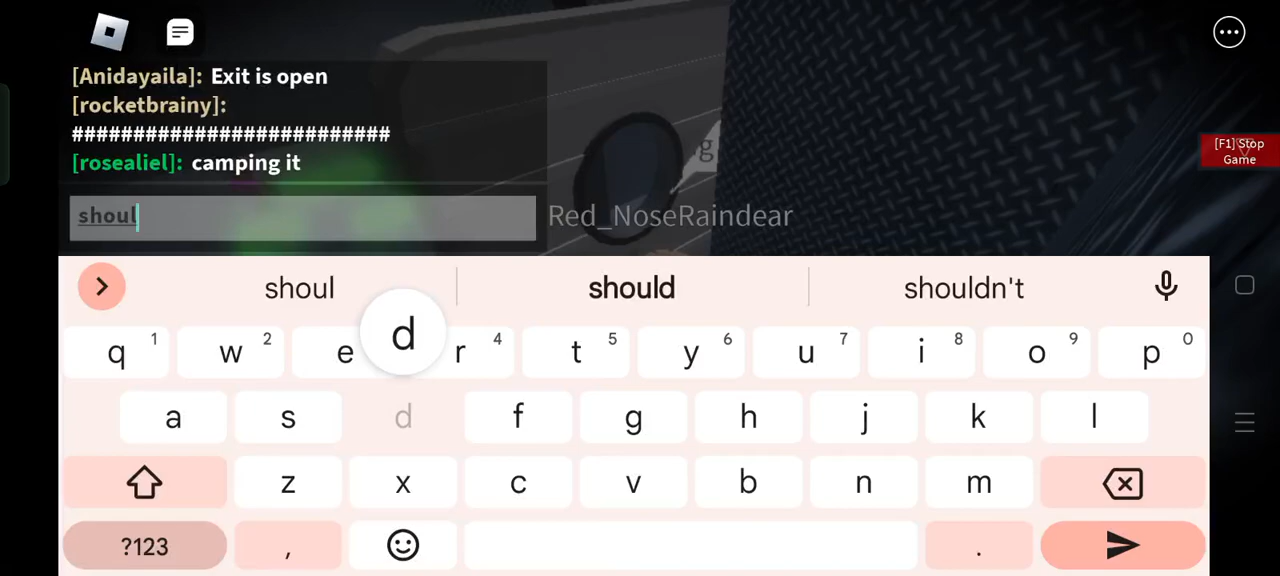 [Anidayaila]: Exit is open
[rocketbrainy]:
##########################
[rosealiel]: camping it
shoul
Red_NoseRaindear
g
[F1] Stop
Game
shoul should shouldn't
d
q 1 w 2 e r 4 t 5 y 6 u 7 i 8 o 9 p 0
a s d f g h j k l
z x c v b n m
?123 , .